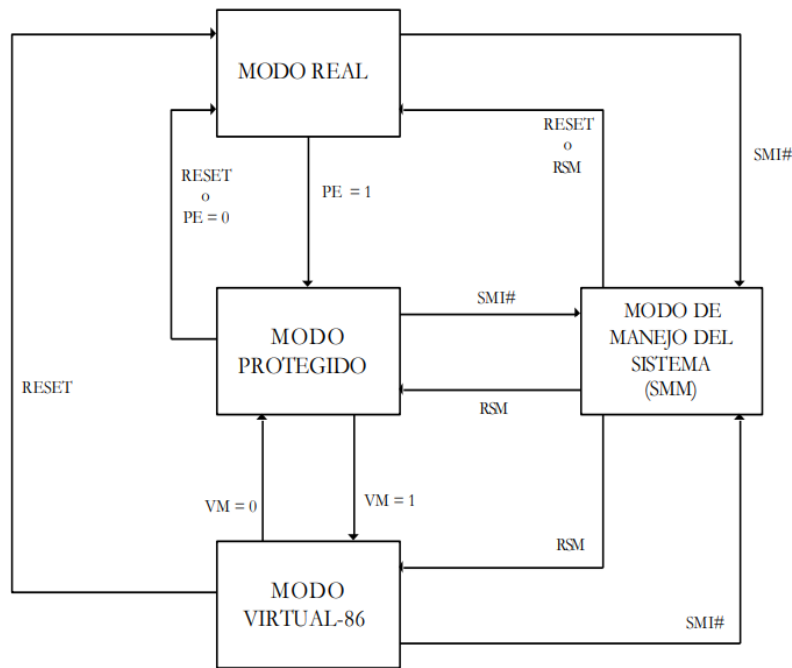 MODO REAL
RESET
o
RSM
SMI#
RESET
o
PE = 0
PE = 1
SMI#
MODO
PROTEGIDO
MODO DE
MANEJO DEL
SISTEMA
(SMM)
RESET
RSM
VM = 0
VM = 1
RSM
MODO
VIRTUAL-86
SMI#